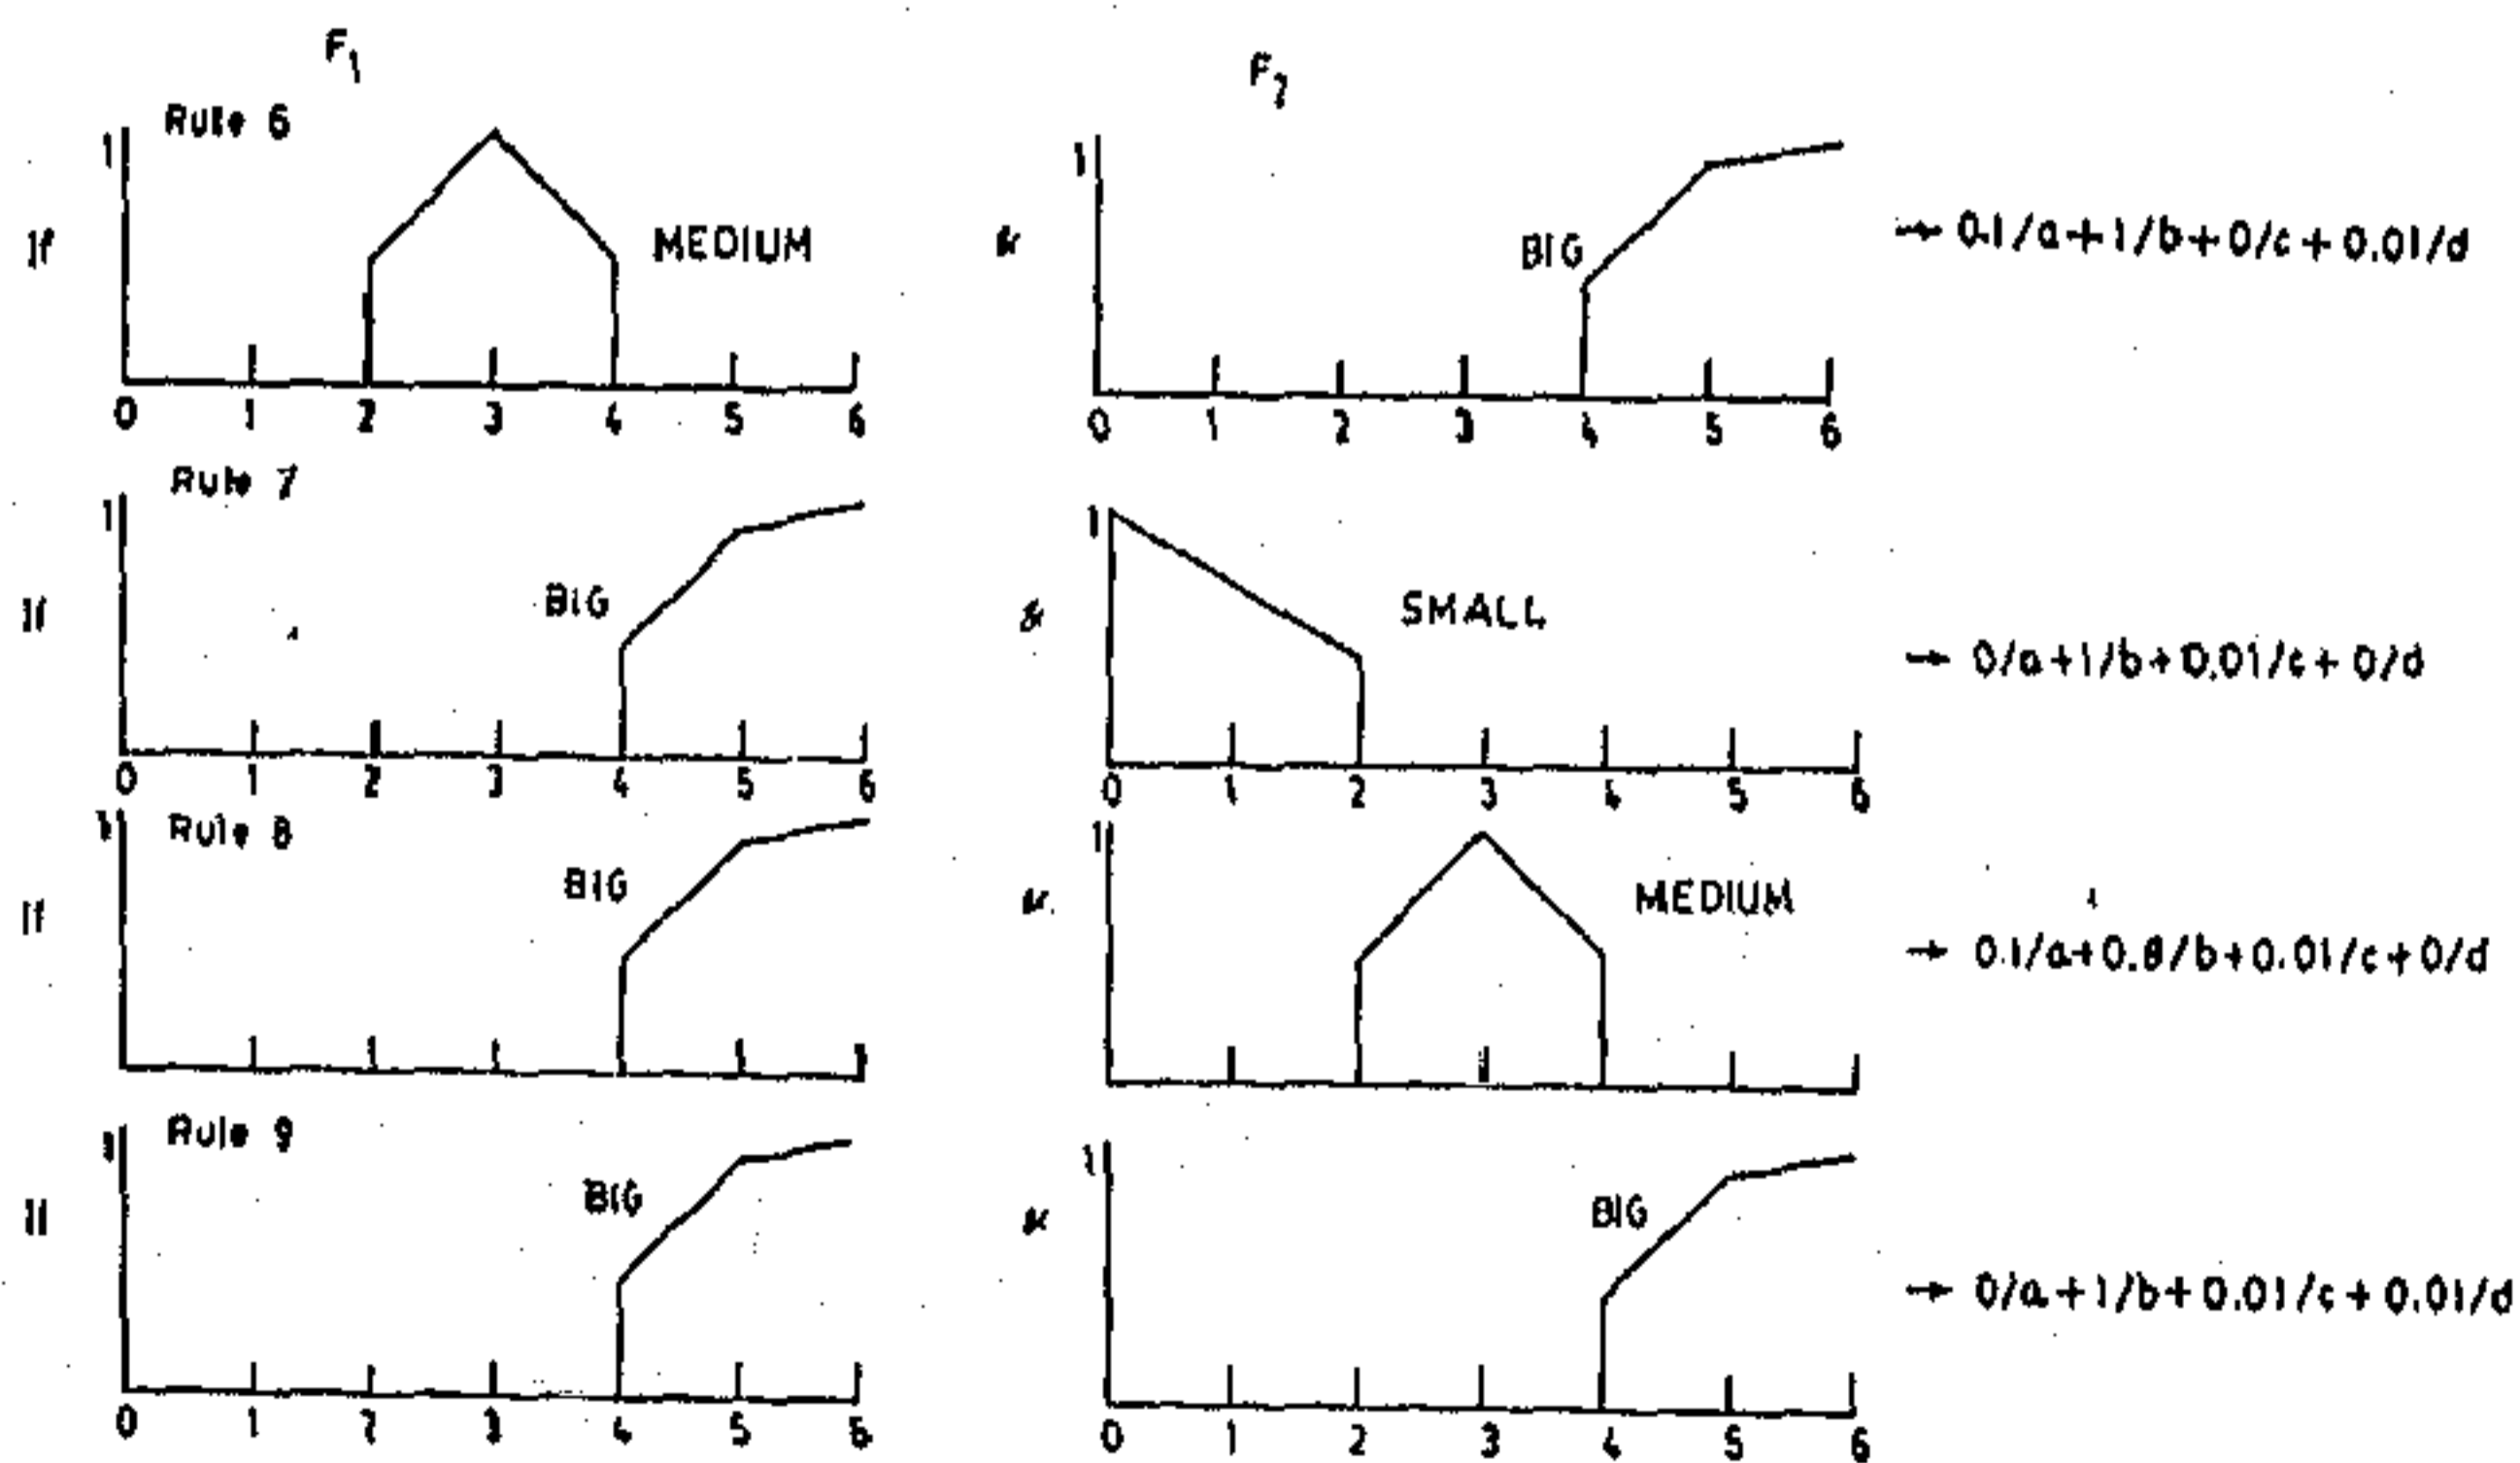 F1
F2
Rule 6
1
1
If
MEDIUM
&
BIG
→ 0.1/a+1/b+0/c+0.01/d
0 1 2 3 4 5 6
0 1 2 3 4 5 6
Rule 7
1
1
If
BIG
&
SMALL
→ 0/a+1/b+0.01/c+0/d
0 1 2 3 4 5 6
0 1 2 3 4 5 6
Rule 8
1
1
If
BIG
&
MEDIUM
→ 0.1/a+0.8/b+0.01/c+0/d
Rule 9
1
1
If
BIG
&
BIG
→ 0/a+1/b+0.01/c+0.01/d
0 1 2 3 4 5 6
0 1 2 3 4 5 6